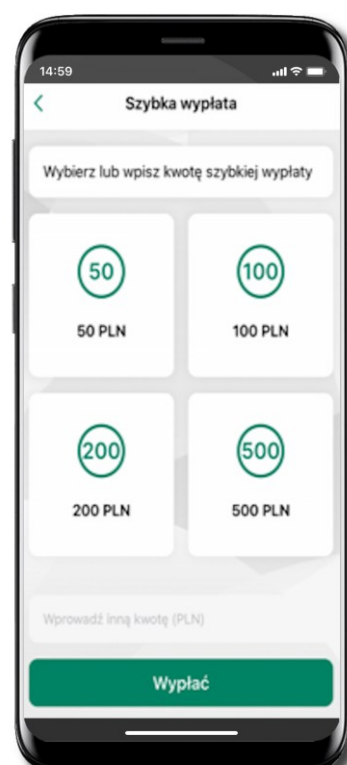 14:59
Szybka wypłata
Wybierz lub wpisz kwotę szybkiej wypłaty
50
100
50 PLN
100 PLN
200
500
200 PLN
500 PLN
Wprowadź inną kwotę (PLN)
Wypłać